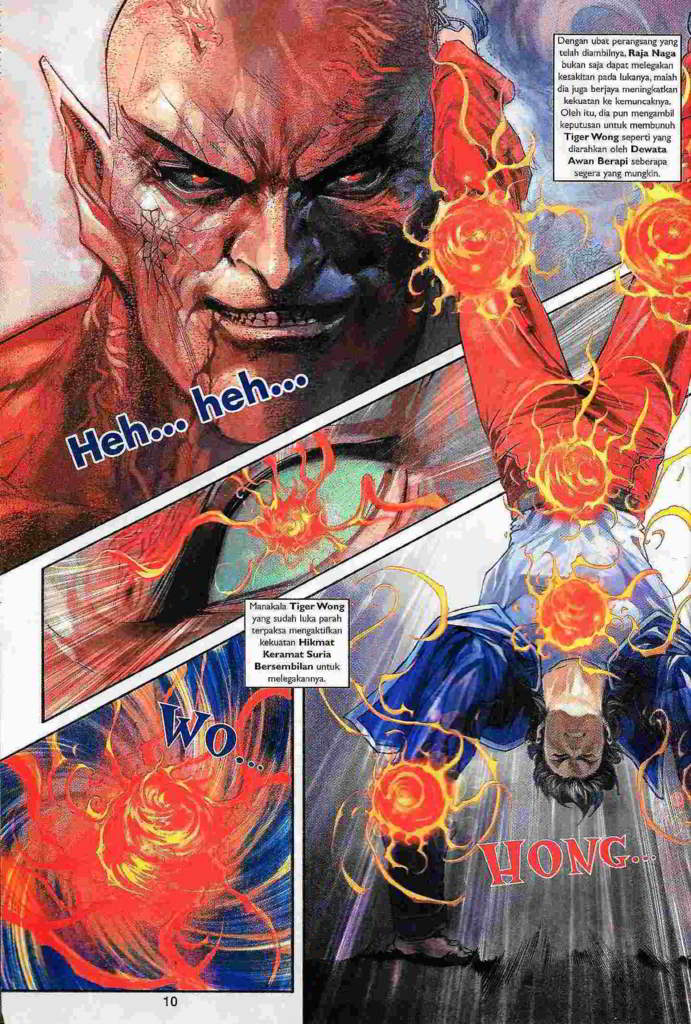 Dengan ubat perangsang yang
telah diambilnya, Raja Naga
bukan saja dapat melegakan
kesakitan pada lukanya, malah
dia juga berjaya meningkatkan
kekuatan ke kemuncaknya.
Oleh itu, dia pun mengambil
keputusan untuk membunuh
Tiger Wong seperti yang
diarahkan oleh Dewata
Awan Berapi seberapa
segera yang mungkin.
Heh... heh...
Manakala Tiger Wong
yang sudah luka parah
terpaksa mengaktifkan
kekuatan Hikmat
Keramat Suria
Bersembilan untuk
melegakannya.
Wo...
HONG...
10